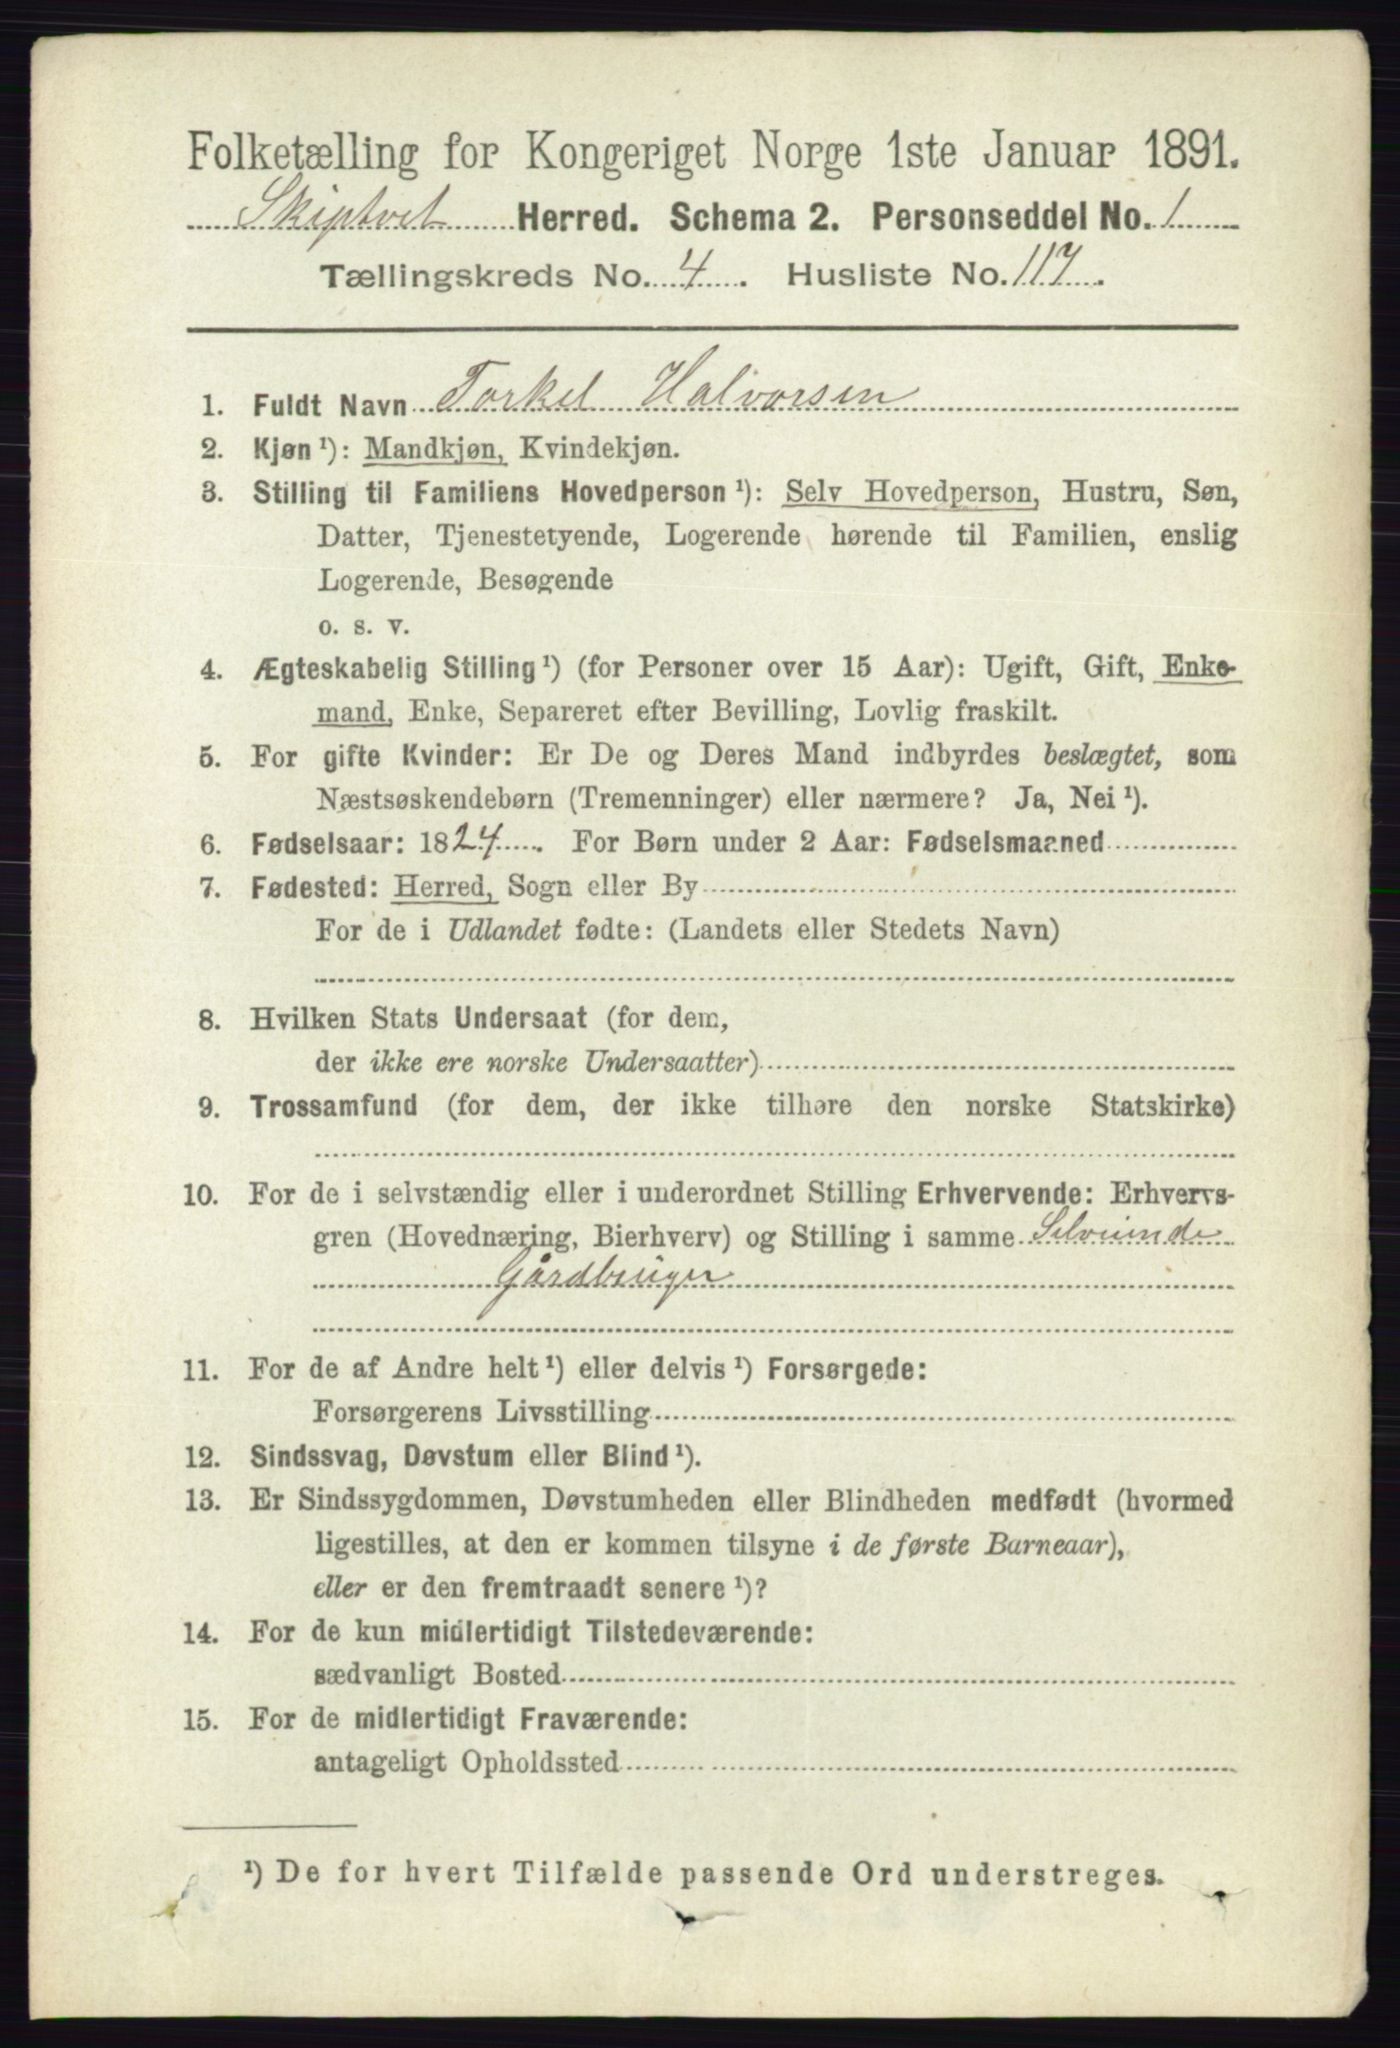 Folketælling for Kongeriget Norge 1ste Januar 1891.
Skiptvet Herred. Schema 2. Personseddel No. 1
Tællingskreds No. 4. Husliste No. 117.
1. Fuldt Navn Torkel Halvorsen
2. Kjøn ¹): Mandkjøn, Kvindekjøn.
3. Stilling til Familiens Hovedperson ¹): Selv Hovedperson, Hustru, Søn,
Datter, Tjenestetyende, Logerende hørende til Familien, enslig
Logerende, Besøgende
o. s. v.
4. Ægteskabelig Stilling ¹) (for Personer over 15 Aar): Ugift, Gift, Enke-
mand, Enke, Separeret efter Bevilling, Lovlig fraskilt.
5. For gifte Kvinder: Er De og Deres Mand indbyrdes beslægtet, som
Næstsøskendebørn (Tremenninger) eller nærmere? Ja, Nei ¹).
6. Fødselsaar: 1824. For Børn under 2 Aar: Fødselsmaaned
7. Fødested: Herred, Sogn eller By
For de i Udlandet fødte: (Landets eller Stedets Navn)
8. Hvilken Stats Undersaat (for dem,
der ikke ere norske Undersaatter)
9. Trossamfund (for dem, der ikke tilhøre den norske Statskirke)
10. For de i selvstændig eller i underordnet Stilling Erhvervende: Erhvervs-
gren (Hovednæring, Bierhverv) og Stilling i samme Selveiende
Gårdbruger
11. For de af Andre helt ¹) eller delvis ¹) Forsørgede:
Forsørgerens Livsstilling
12. Sindssvag, Døvstum eller Blind ¹).
13. Er Sindssygdommen, Døvstumheden eller Blindheden medfødt (hvormed
ligestilles, at den er kommen tilsyne i de første Barneaar),
eller er den fremtraadt senere ¹)?
14. For de kun midlertidigt Tilstedeværende:
sædvanligt Bosted
15. For de midlertidigt Fraværende:
antageligt Opholdssted
¹) De for hvert Tilfælde passende Ord understreges.